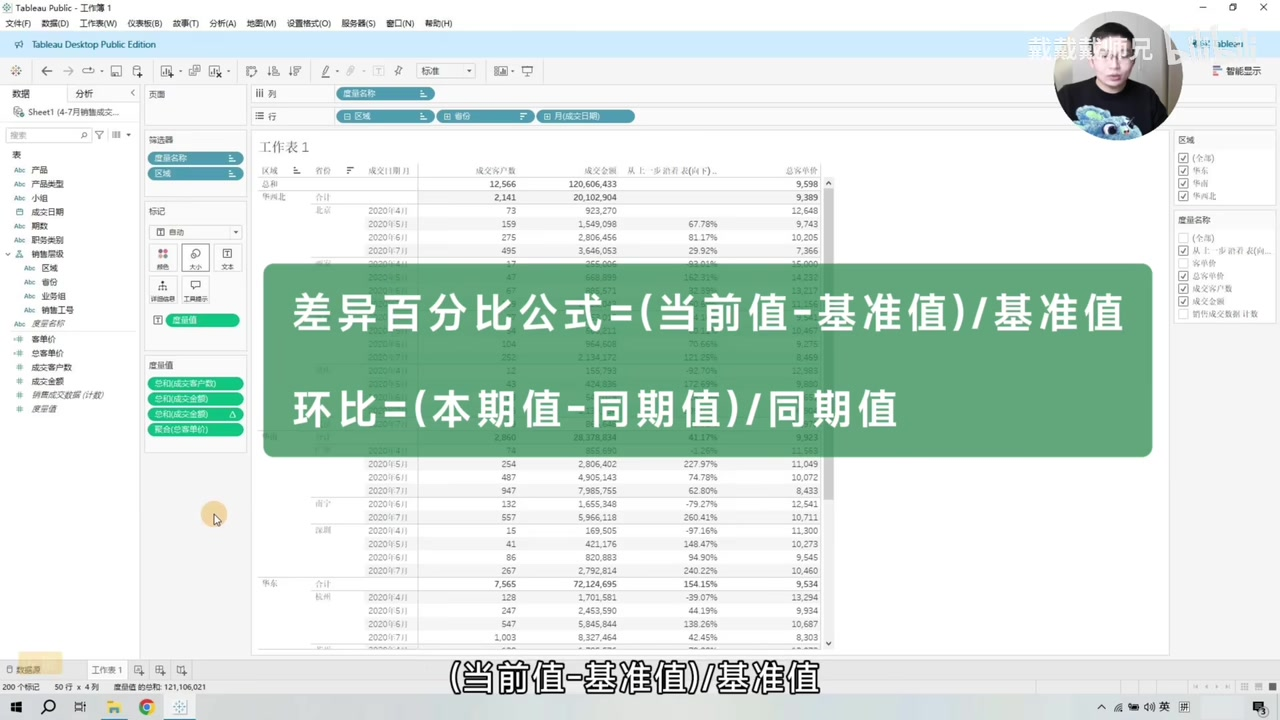 Tableau Public - 工作簿 1
文件(F) 数据(D) 工作表(W) 仪表板(B) 故事(T) 分析(A) 地图(M) 设置格式(O) 服务器(S) 窗口(N) 帮助(H)
Tableau Desktop Public Edition
戴戴戴师兄
标准
智能显示
数据 分析
页面
列 度量名称
Sheet1 (4-7月销售成交...
行 区域 省份 月(成交日期)
搜索
筛选器
度量名称
区域
工作表 1
表
产品
产品类型
小组
成交日期
期数
职务类别
销售层级
区域
省份
业务组
销售工号
度量名称
客单价
总客单价
成交客户数
成交金额
销售成交数据 (计数)
度量值
标记
自动
颜色 大小 文本
详细信息 工具提示
度量值
度量值
总和(成交客户数)
总和(成交金额)
总和(成交金额)
聚合(总客单价)
区域 省份 成交日期 月 成交客户数 成交金额 从 上 一步 沿着 表(向下)... 总客单价
总和 12,566 120,606,433 9,598
华西北 合计 2,141 20,102,904 9,389
北京 2020年4月 73 923,270 12,648
2020年5月 159 1,549,098 67.78% 9,743
2020年6月 275 2,806,456 81.17% 10,205
2020年7月 495 3,646,053 29.92% 7,366
差异百分比公式=(当前值-基准值)/基准值
环比=(本期值-同期值)/同期值
2020年5月 254 2,806,402 227.97% 11,049
2020年6月 487 4,905,143 74.78% 10,072
2020年7月 947 7,985,755 62.80% 8,433
南宁 2020年6月 132 1,655,348 -79.27% 12,541
2020年7月 557 5,966,118 260.41% 10,711
深圳 2020年4月 15 169,505 -97.16% 11,300
2020年5月 41 421,176 148.47% 10,273
2020年6月 86 820,883 94.90% 9,545
2020年7月 267 2,792,814 240.22% 10,460
华东 合计 7,565 72,124,695 154.15% 9,534
杭州 2020年4月 128 1,701,581 -39.07% 13,294
2020年5月 247 2,453,590 44.19% 9,934
2020年6月 547 5,845,844 138.26% 10,687
2020年7月 1,003 8,327,464 42.45% 8,303
区域
(全部)
华东
华南
华西北
度量名称
(全部)
从 上 一步 沿着 表(向...
客单价
总客单价
成交客户数
成交金额
销售成交数据 计数
(当前值-基准值)/基准值
数据源 工作表 1
200 个标记 50 行 x 4 列 度量值 的总和: 121,106,021
英 拼